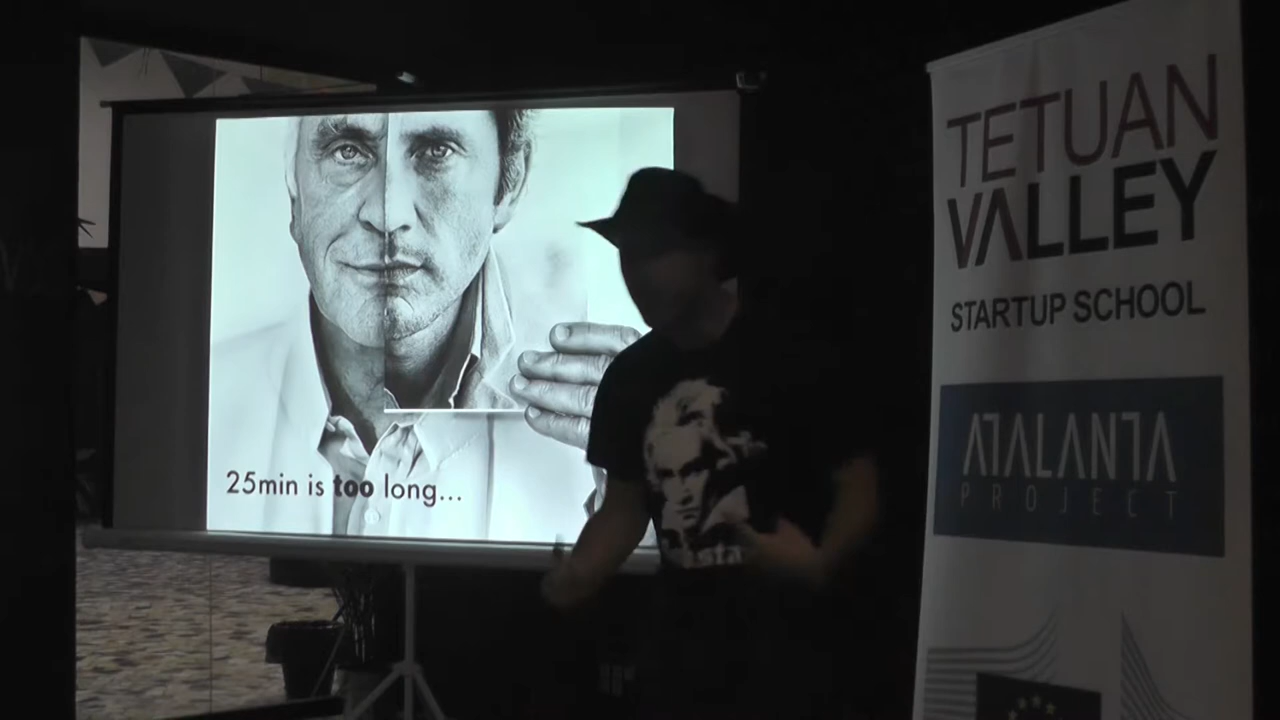 25min is too long...
TETUAN
VALLEY
STARTUP SCHOOL
ATALANTA
PROJECT